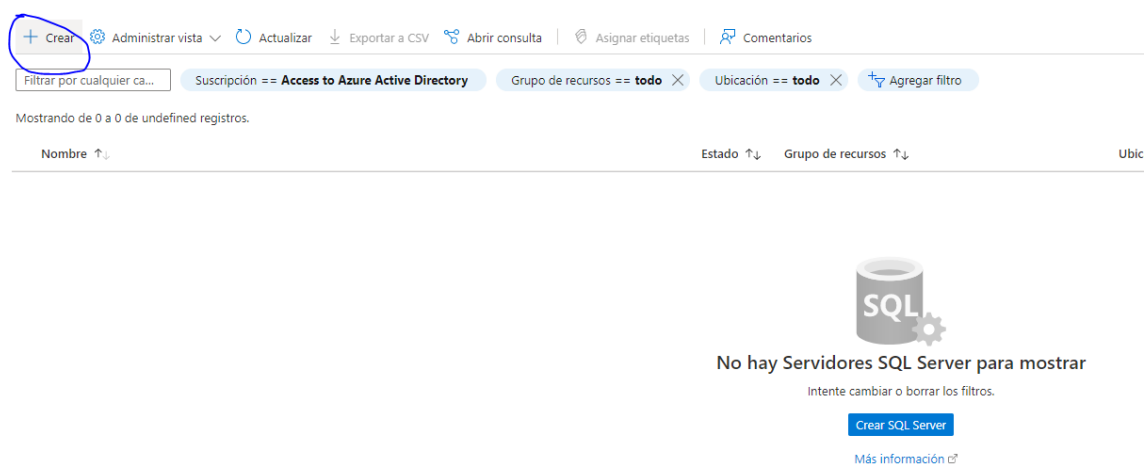 Crear Administrar vista Actualizar Exportar a CSV Abrir consulta Asignar etiquetas Comentarios
Filtrar por cualquier ca... Suscripción == Access to Azure Active Directory Grupo de recursos == todo Ubicación == todo Agregar filtro
Mostrando de 0 a 0 de undefined registros.
Nombre Estado Grupo de recursos Ubic
SQL
No hay Servidores SQL Server para mostrar
Intente cambiar o borrar los filtros.
Crear SQL Server
Más información